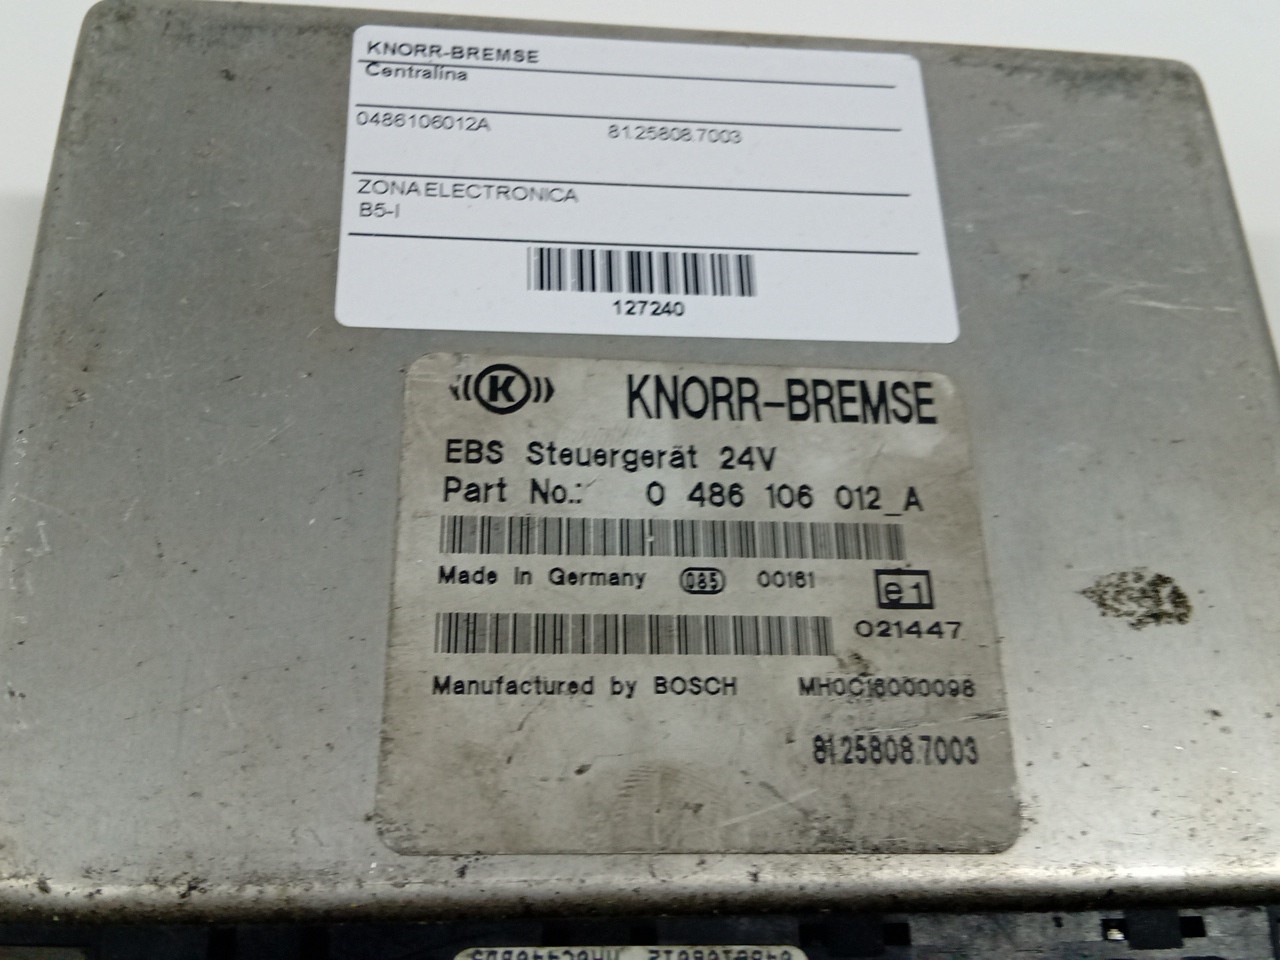 KNORR-BREMSE
Centralina
0486106012A 81.25808.7003
ZONA ELECTRONICA
B5-I
127240
K KNORR-BREMSE
EBS Steuergerät 24V
Part No.: 0 486 106 012_A
Made in Germany 085 00161 e1
021447
Manufactured by BOSCH MH0C16000098
81.25808.7003